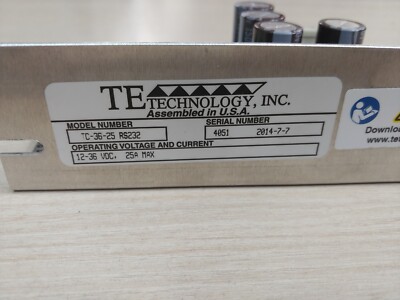 TE TECHNOLOGY, INC.
Assembled in U.S.A.
MODEL NUMBER SERIAL NUMBER
TC-36-25 RS232 4051 2014-7-7
OPERATING VOLTAGE AND CURRENT
12-36 VDC, 25A MAX
Download
www.te